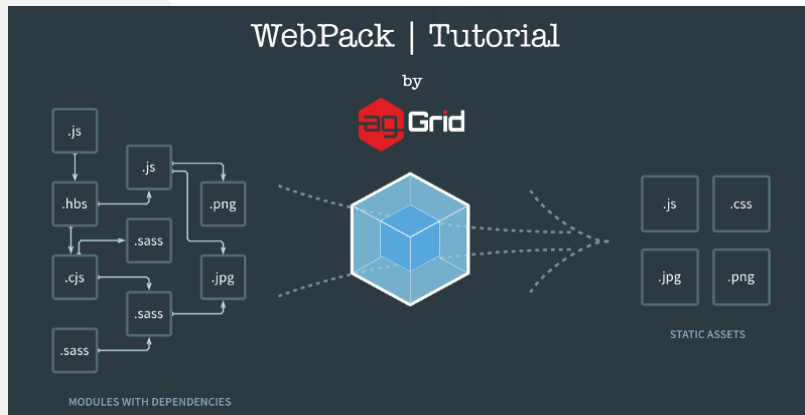 WebPack | Tutorial
by
ag-Grid
.js
.js
.hbs
.png
.sass
.cjs
.jpg
.sass
.sass
MODULES WITH DEPENDENCIES
.js
.css
.jpg
.png
STATIC ASSETS